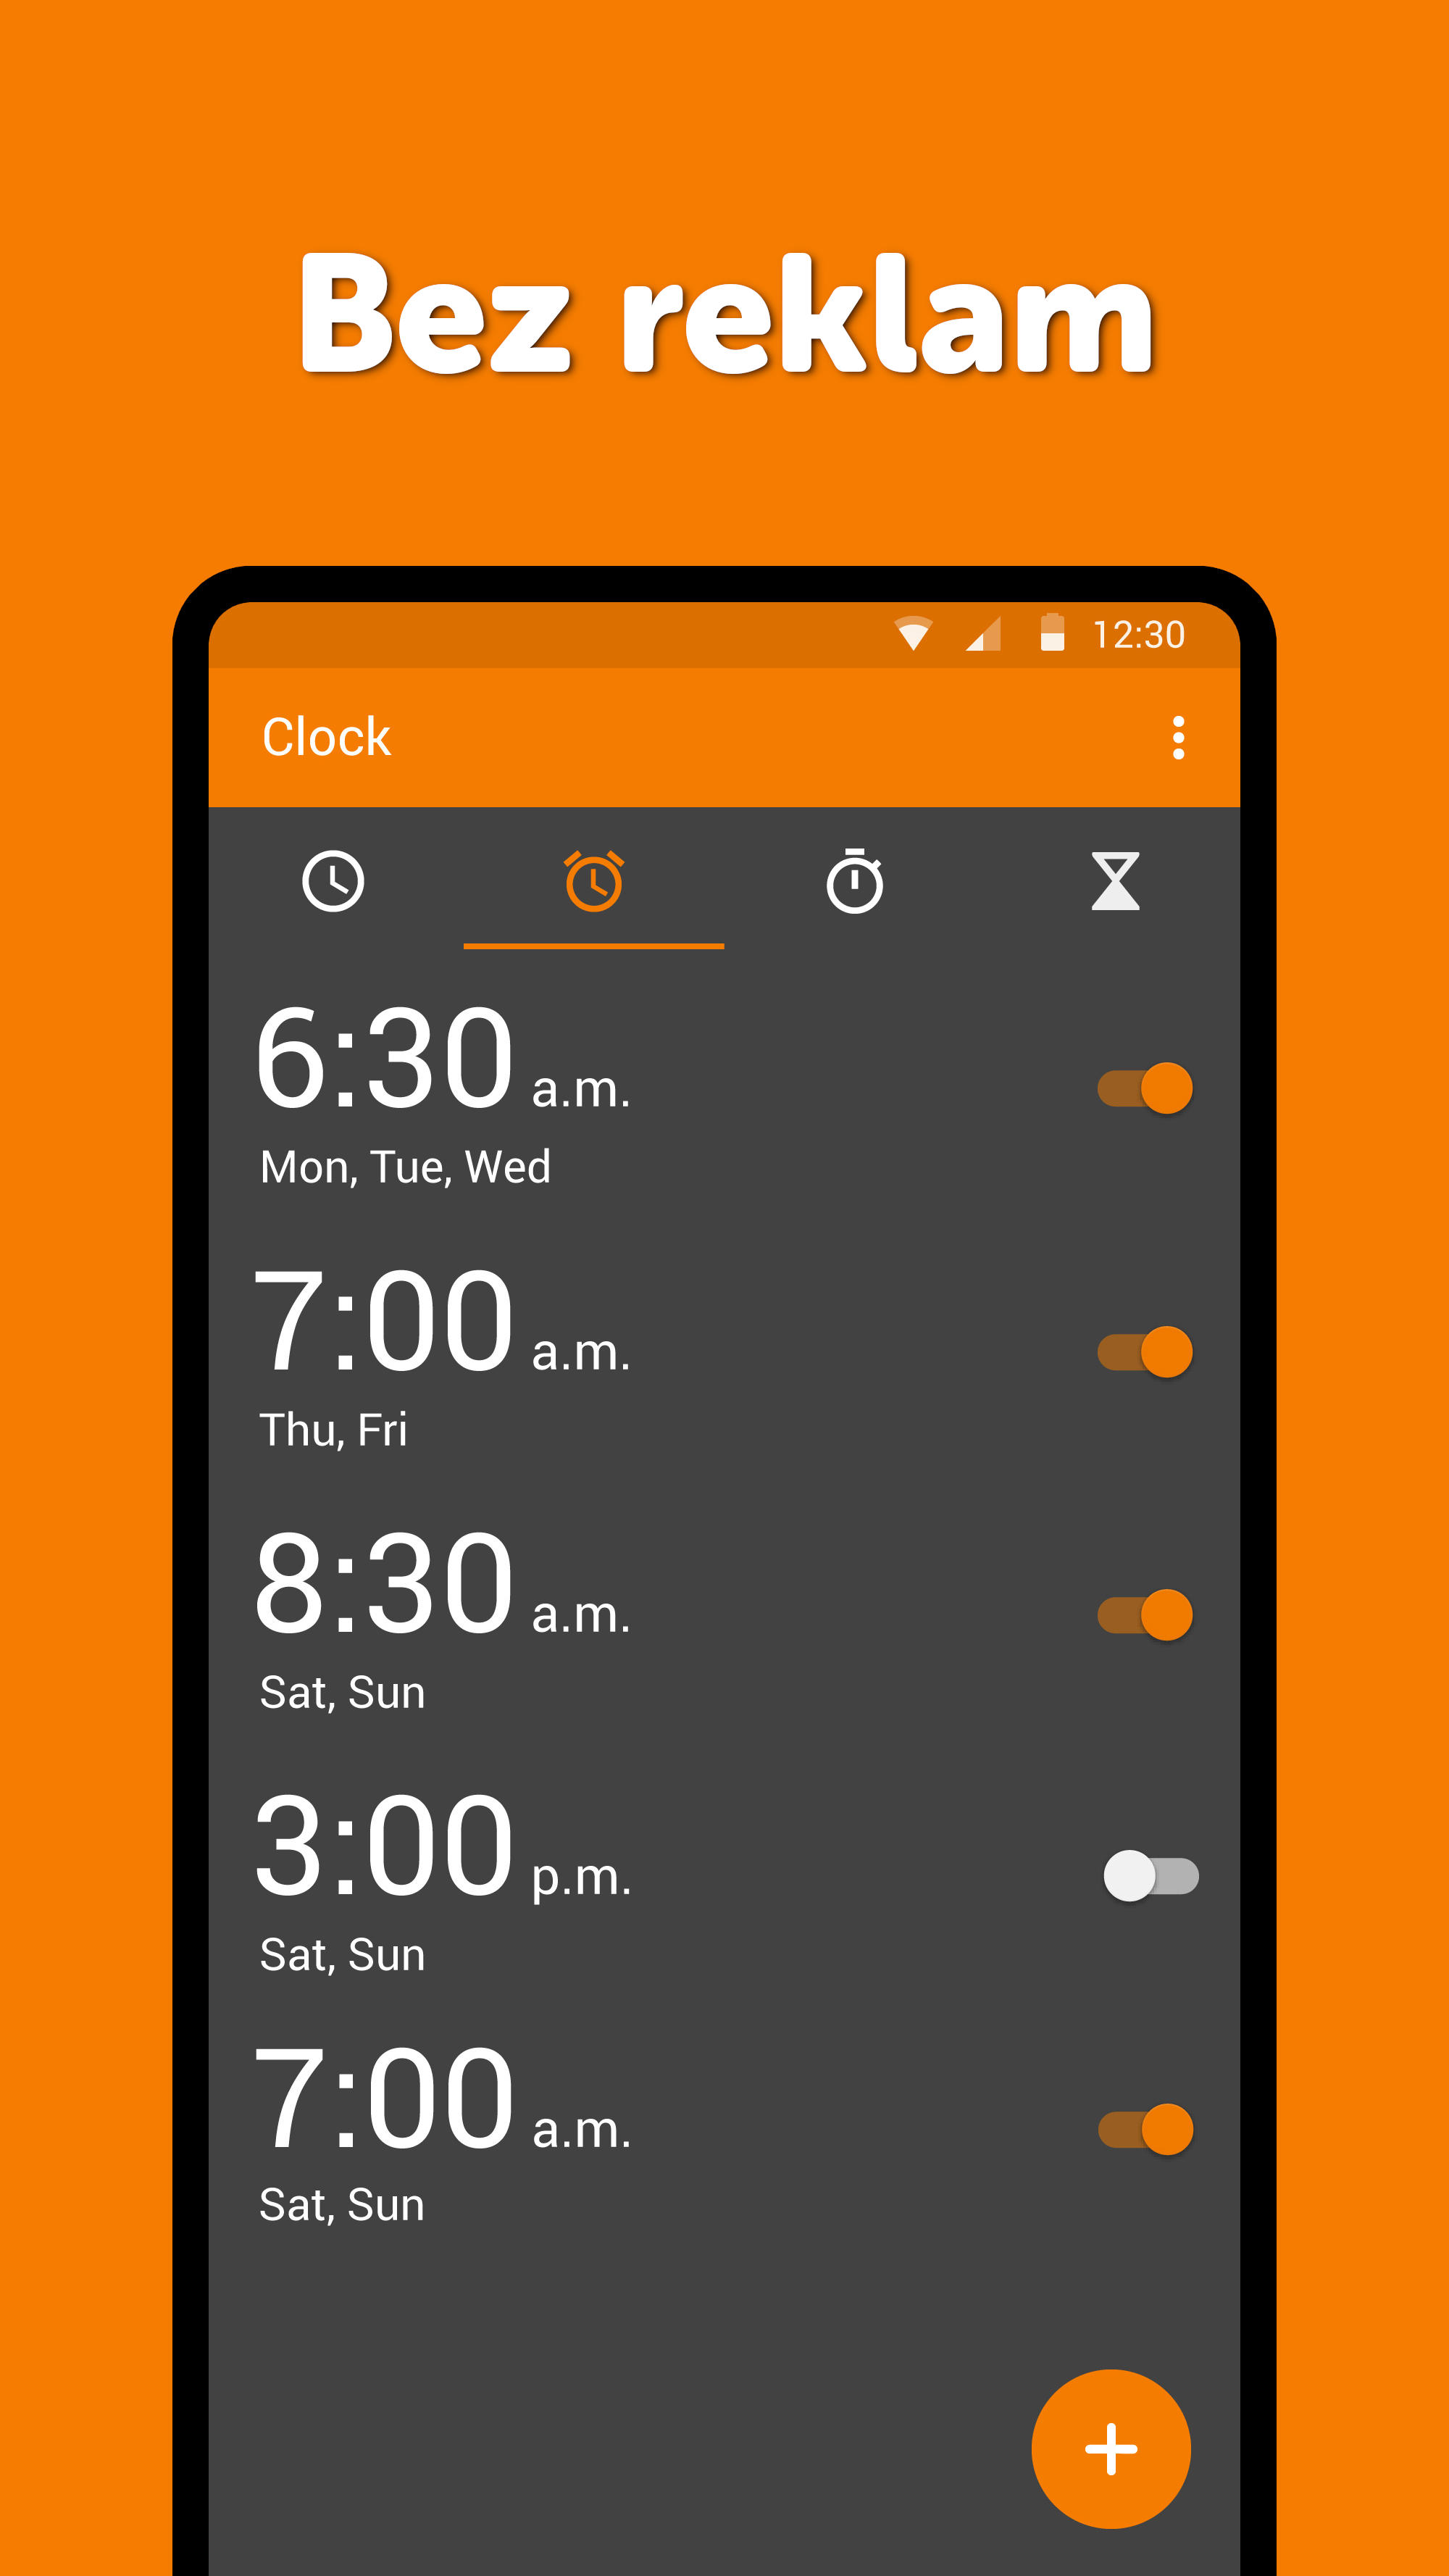 Bez reklam
12:30
Clock
6:30 a.m.
Mon, Tue, Wed
7:00 a.m.
Thu, Fri
8:30 a.m.
Sat, Sun
3:00 p.m.
Sat, Sun
7:00 a.m.
Sat, Sun